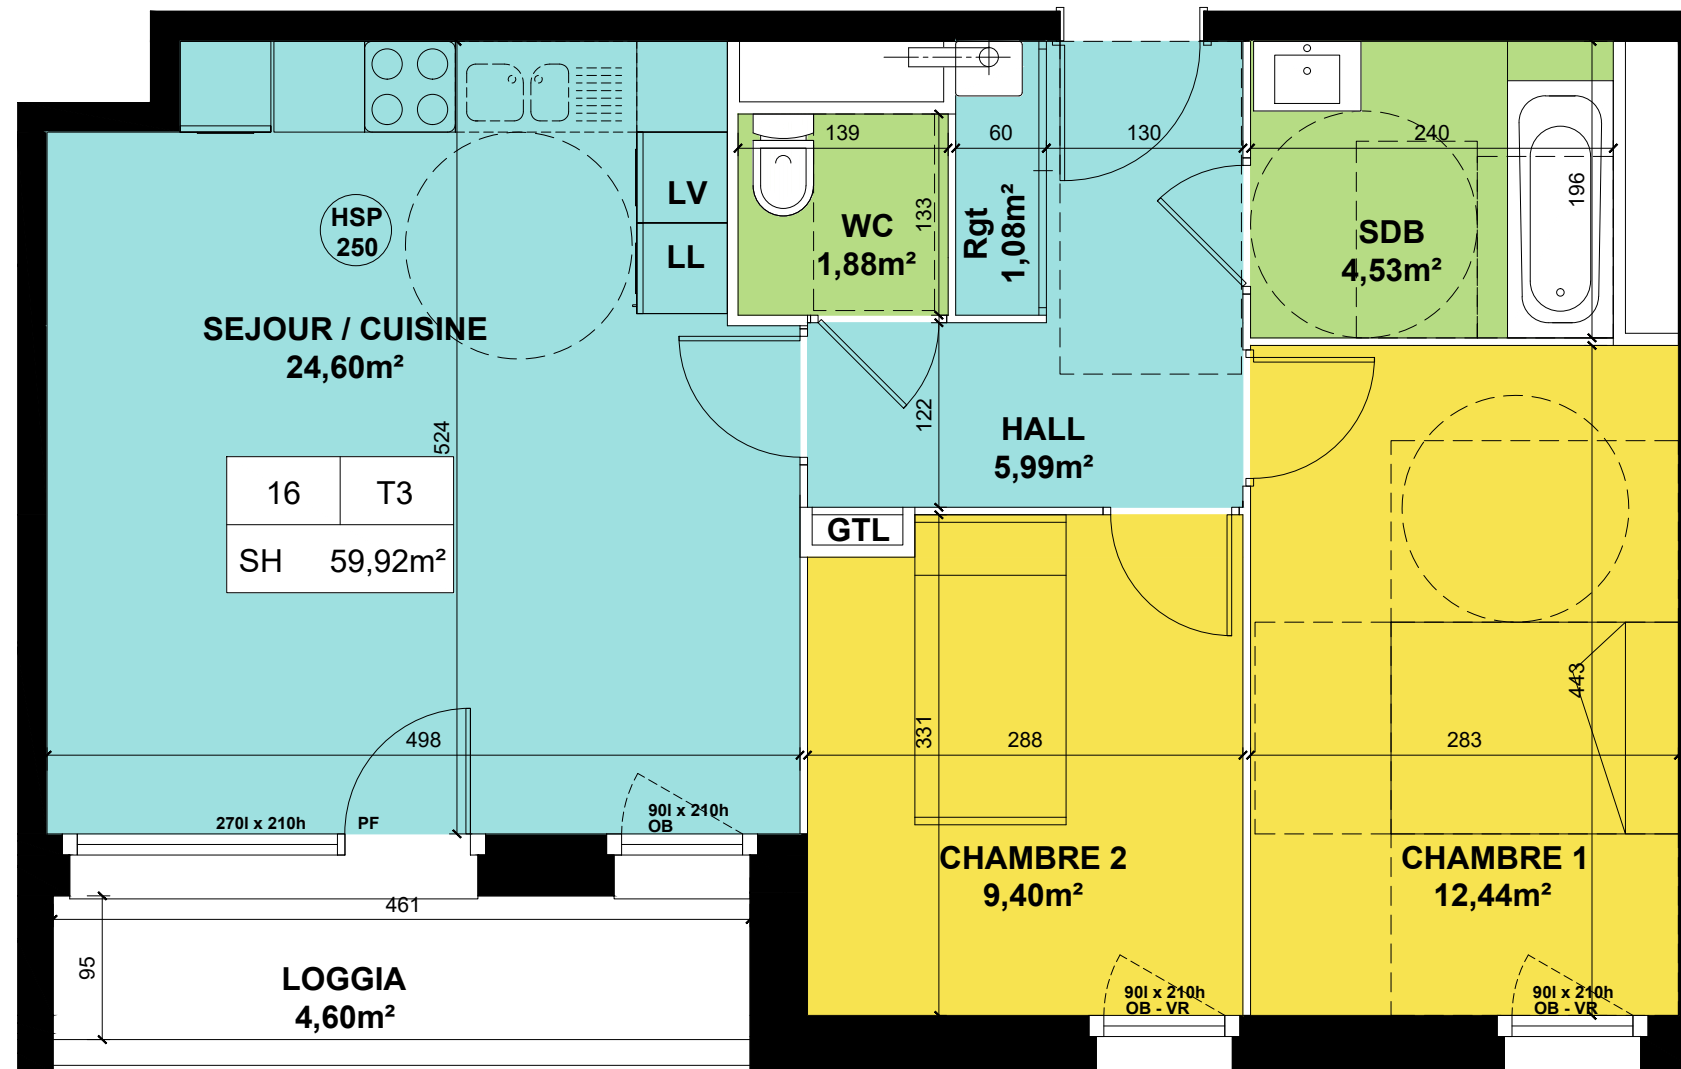 139
60
130
240
196
133
HSP
250
LV
LL
WC
1,88m²
Rgt
1,08m²
SDB
4,53m²
SEJOUR / CUISINE
24,60m²
122
524
HALL
5,99m²
16
T3
SH
59,92m²
GTL
443
331
498
288
283
270l x 210h
PF
90l x 210h
OB
CHAMBRE 2
9,40m²
CHAMBRE 1
12,44m²
461
95
LOGGIA
4,60m²
90l x 210h
OB - VR
90l x 210h
OB - VR